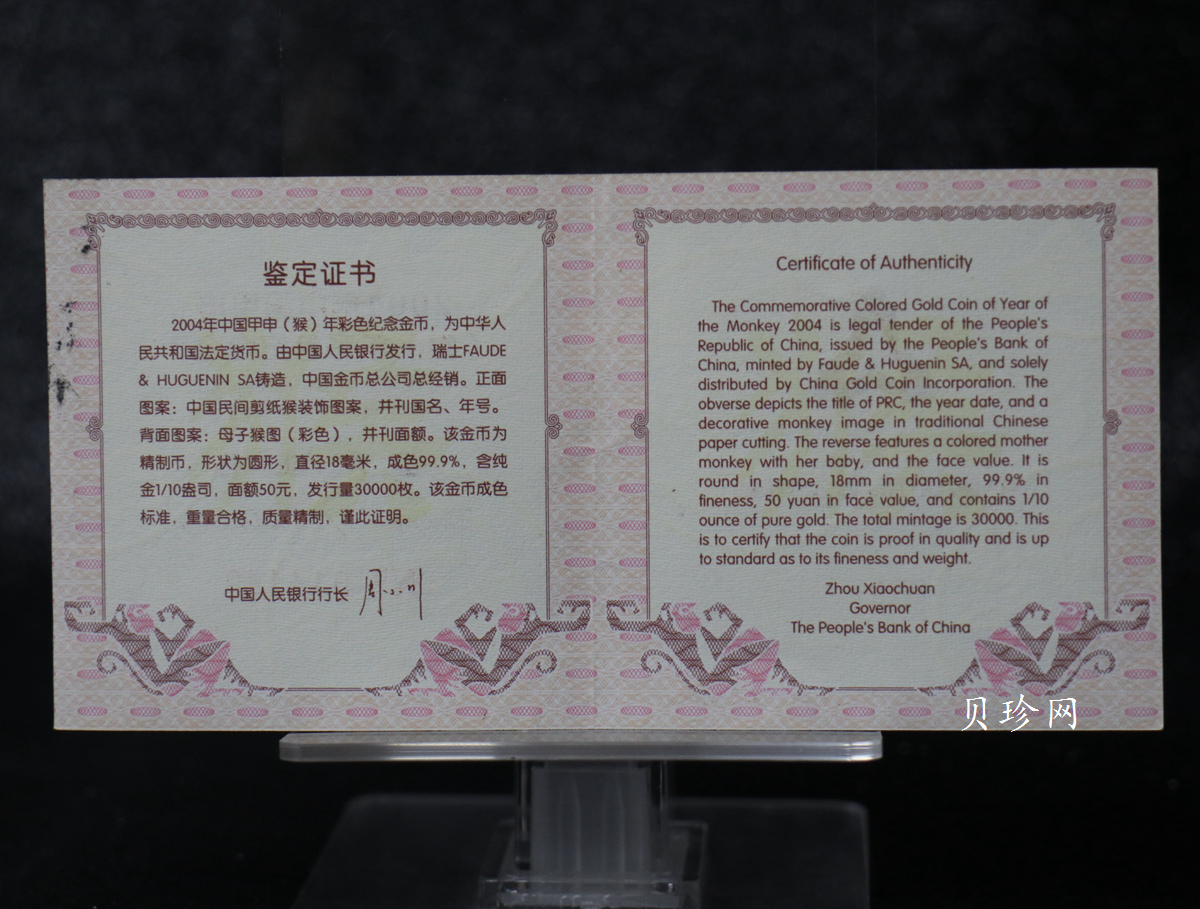 鉴定证书
2004年中国甲申（猴）年彩色纪念金币，为中华人
民共和国法定货币。由中国人民银行发行，瑞士FAUDE
& HUGUENIN SA铸造，中国金币总公司总经销。正面
图案：中国民间剪纸猴装饰图案，并刊国名、年号。
背面图案：母子猴图（彩色），并刊面额。该金币为
精制币，形状为圆形，直径18毫米，成色99.9%，含纯
金1/10盎司，面额50元，发行量30000枚。该金币成色
标准，重量合格，质量精制，谨此证明。
中国人民银行行长 周小川
Certificate of Authenticity
The Commemorative Colored Gold Coin of Year of
the Monkey 2004 is legal tender of the People's
Republic of China, issued by the People's Bank of
China, minted by Faude & Huguenin SA, and solely
distributed by China Gold Coin Incorporation. The
obverse depicts the title of PRC, the year date, and a
decorative monkey image in traditional Chinese
paper cutting. The reverse features a colored mother
monkey with her baby, and the face value. It is
round in shape, 18mm in diameter, 99.9% in
fineness, 50 yuan in face value, and contains 1/10
ounce of pure gold. The total mintage is 30000. This
is to certify that the coin is proof in quality and is up
to standard as to its fineness and weight.
Zhou Xiaochuan
Governor
The People's Bank of China
贝珍网